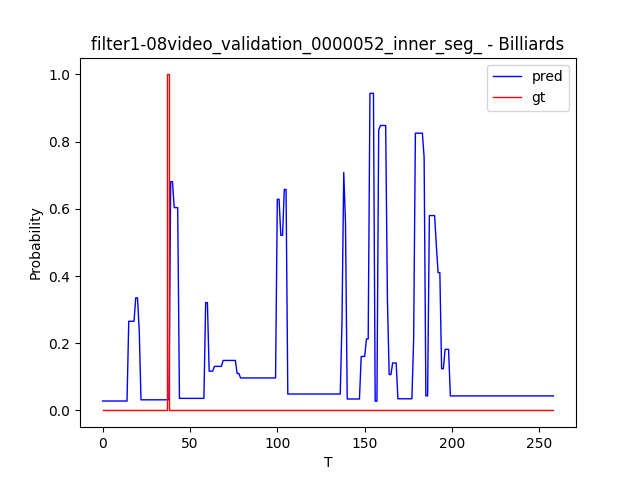 filter1-08video_validation_0000052_inner_seg_ - Billiards
pred
gt
1.0
0.8
0.6
0.4
0.2
0.0
Probability
0
50
100
150
200
250
T